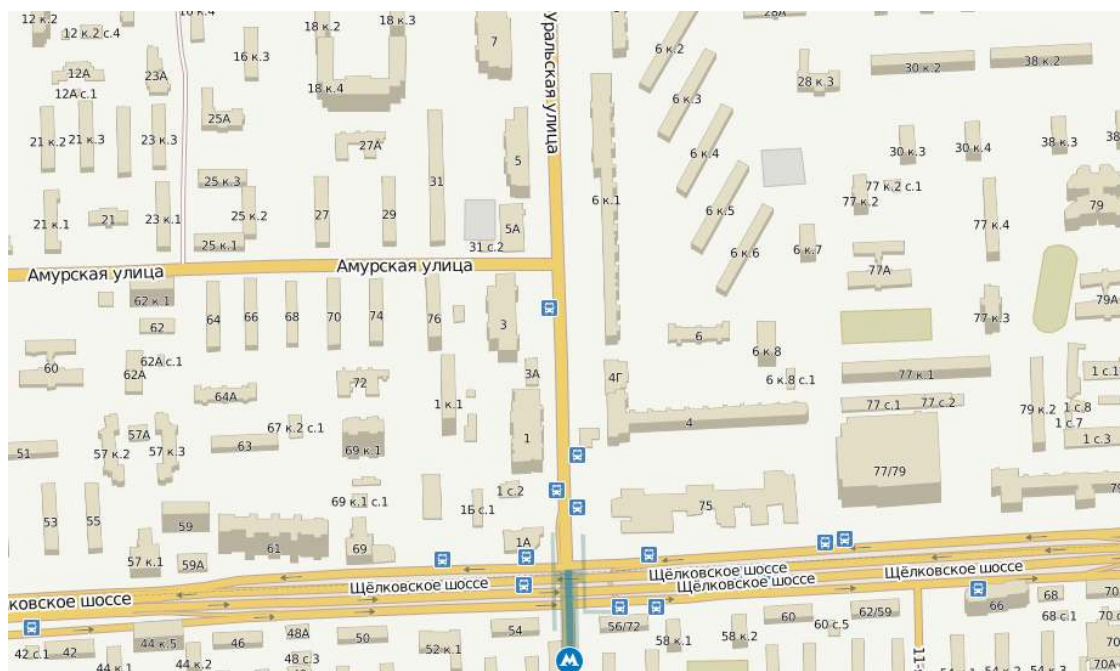 12 к.2
12 к.2 с.4
16 к.4
18 к.2
18 к.3
7
Уральская улица
6 к.2
28А
30 к.2
38 к.2
12А
12А с.1
23А
16 к.3
18 к.4
6 к.3
28 к.3
21 к.2
21 к.3
23 к.3
25А
27А
5
6 к.4
30 к.3
30 к.4
38 к.3
25 к.3
31
6 к.1
77 к.2 с.1
77 к.2
79
21 к.1
21
23 к.1
25 к.2
27
29
5А
6 к.5
77 к.4
25 к.1
31 с.2
6 к.6
6 к.7
Амурская улица
Амурская улица
77А
62 к.1
79А
64
66
68
70
74
76
3
77 к.3
62
6
62А с.1
6 к.8
60
62А
72
3А
4Г
6 к.8 с.1
77 к.1
1 с.1
64А
1 к.1
77 с.1
77 с.2
79 к.2
1 с.8
1 с.7
57А
67 к.2 с.1
4
51
57 к.2
57 к.3
63
69 к.1
1
1 с.3
77/79
53
55
69 к.1 с.1
1 с.2
1Б с.1
75
59
61
69
1А
57 к.1
59А
Щёлковское шоссе
Щёлковское шоссе
Щёлковское шоссе
Щёлковское шоссе
ковское шоссе
66
68
70
44 к.5
46
48А
50
54
56/72
60
62/59
60 с.5
68 с.1
42 с.1
42
44 к.1
44 к.2
48 с.3
52 к.1
58 к.1
58 к.2
54 к.2
54 к.3
70А